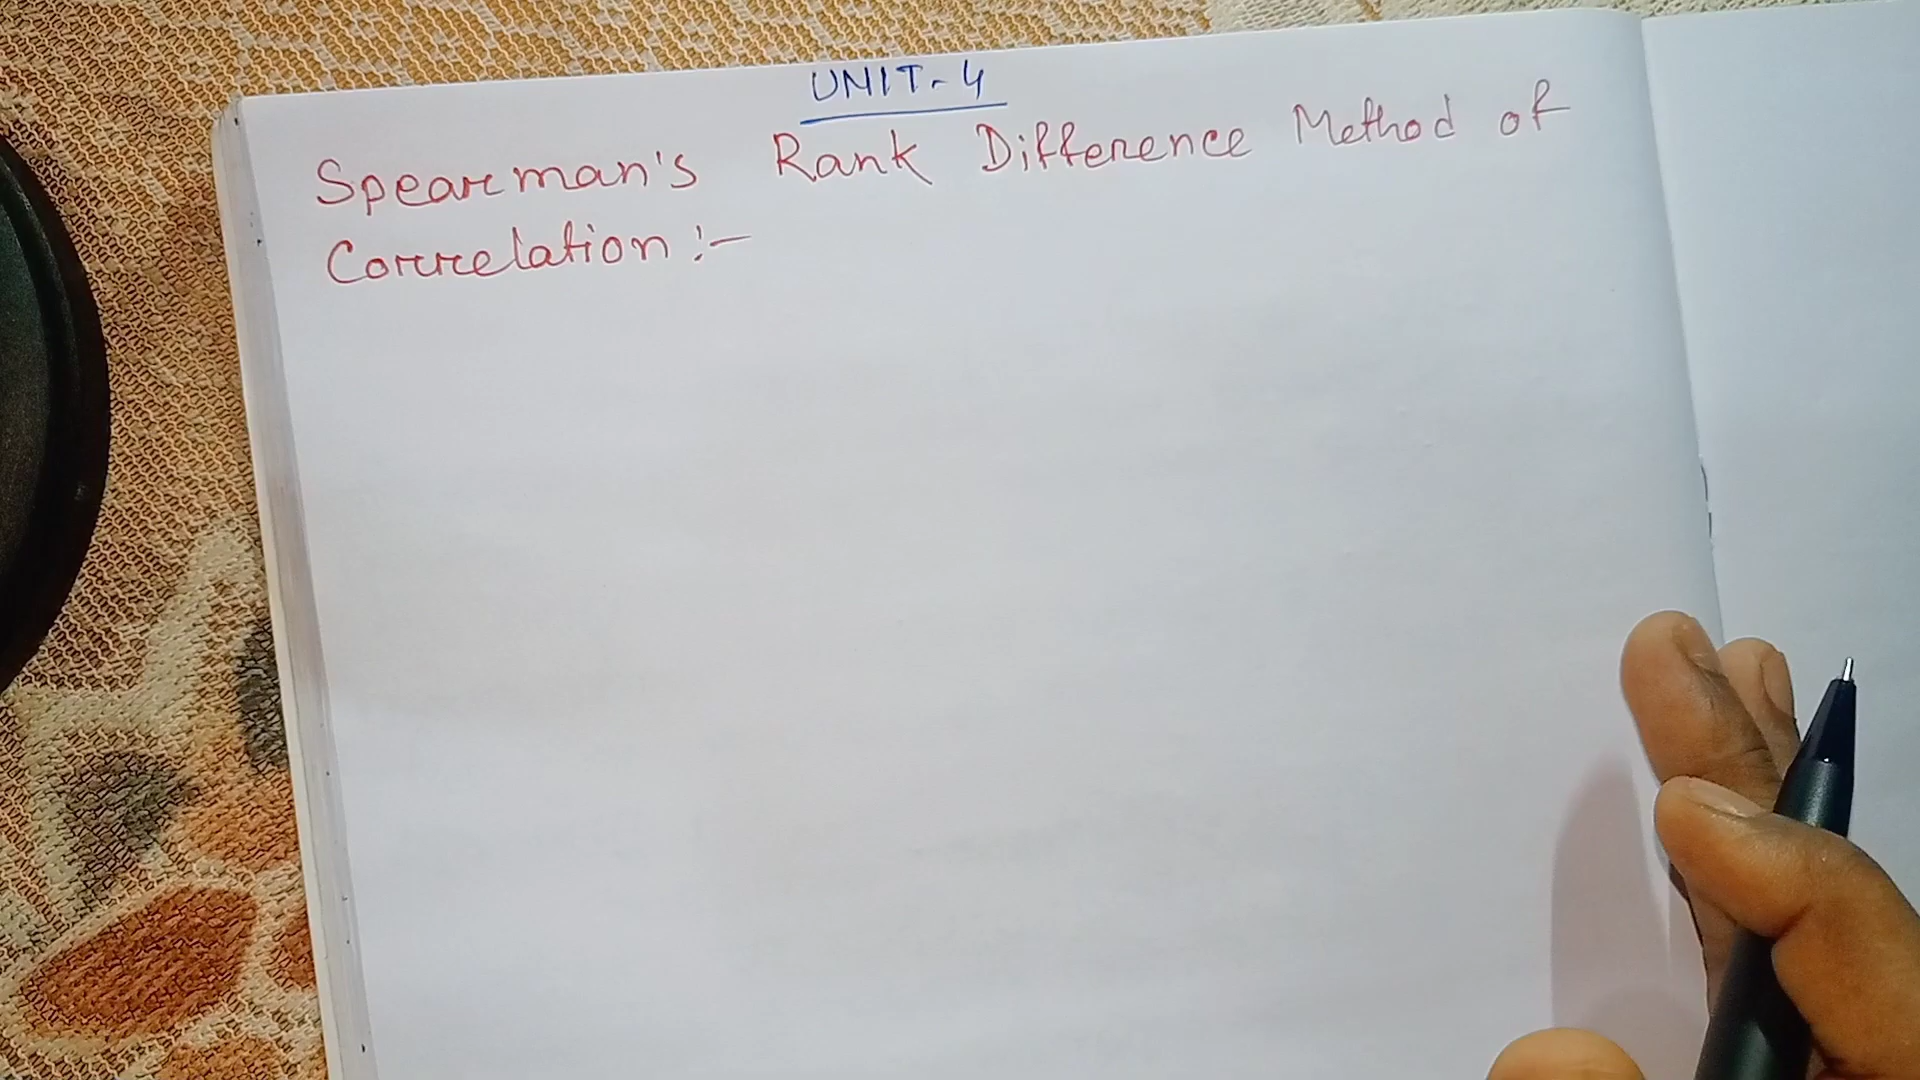 UNIT-4
Spearman's Rank Difference Method of
Correlation :-